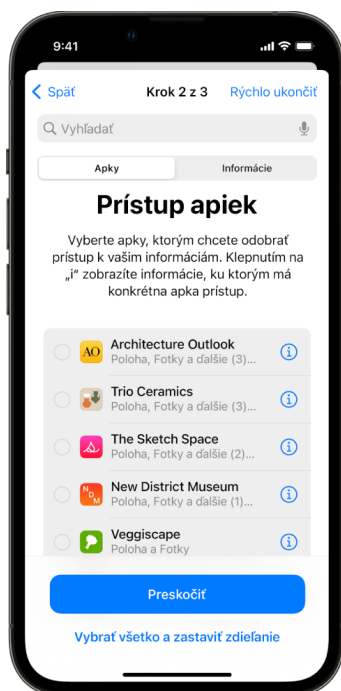 9:41
Späť
Krok 2 z 3
Rýchlo ukončiť
Vyhľadať
Apky
Informácie
Prístup apiek
Vyberte apky, ktorým chcete odobrať
prístup k vašim informáciám. Klepnutím na
„i“ zobrazíte informácie, ku ktorým má
konkrétna apka prístup.
AO
Architecture Outlook
Poloha, Fotky a ďalšie (3)...
Trio Ceramics
Poloha, Fotky a ďalšie (3)...
The Sketch Space
Poloha, Fotky a ďalšie (2)...
NDM
New District Museum
Poloha, Fotky a ďalšie (1)...
Veggiscape
Poloha a Fotky
Preskočiť
Vybrať všetko a zastaviť zdieľanie